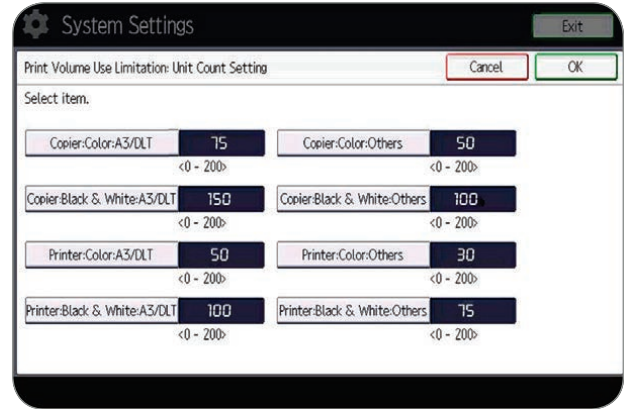 System Settings
Exit
Print Volume Use Limitation: Unit Count Setting
Cancel
OK
Select item.
Copier:Color:A3/DLT 75
Copier:Color:Others 50
<0 - 200>
<0 - 200>
Copier:Black & White:A3/DLT 150
Copier:Black & White:Others 100
<0 - 200>
<0 - 200>
Printer:Color:A3/DLT 50
Printer:Color:Others 30
<0 - 200>
<0 - 200>
Printer:Black & White:A3/DLT 100
Printer:Black & White:Others 75
<0 - 200>
<0 - 200>